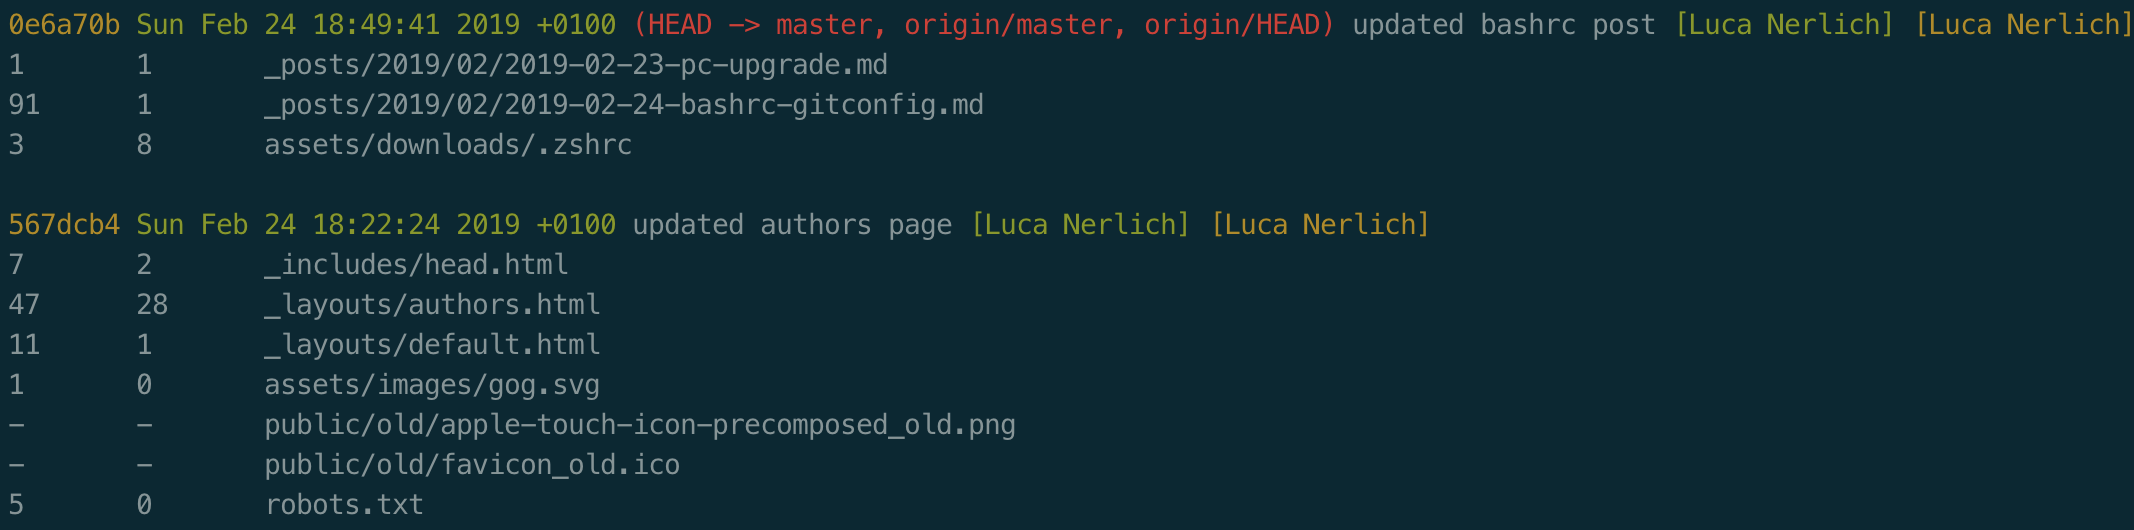 0e6a70b Sun Feb 24 18:49:41 2019 +0100 (HEAD -> master, origin/master, origin/HEAD) updated bashrc post [Luca Nerlich] [Luca Nerlich]
1       1       _posts/2019/02/2019-02-23-pc-upgrade.md
91      1       _posts/2019/02/2019-02-24-bashrc-gitconfig.md
3       8       assets/downloads/.zshrc

567dcb4 Sun Feb 24 18:22:24 2019 +0100 updated authors page [Luca Nerlich] [Luca Nerlich]
7       2       _includes/head.html
47      28      _layouts/authors.html
11      1       _layouts/default.html
1       0       assets/images/gog.svg
-       -       public/old/apple-touch-icon-precomposed_old.png
-       -       public/old/favicon_old.ico
5       0       robots.txt